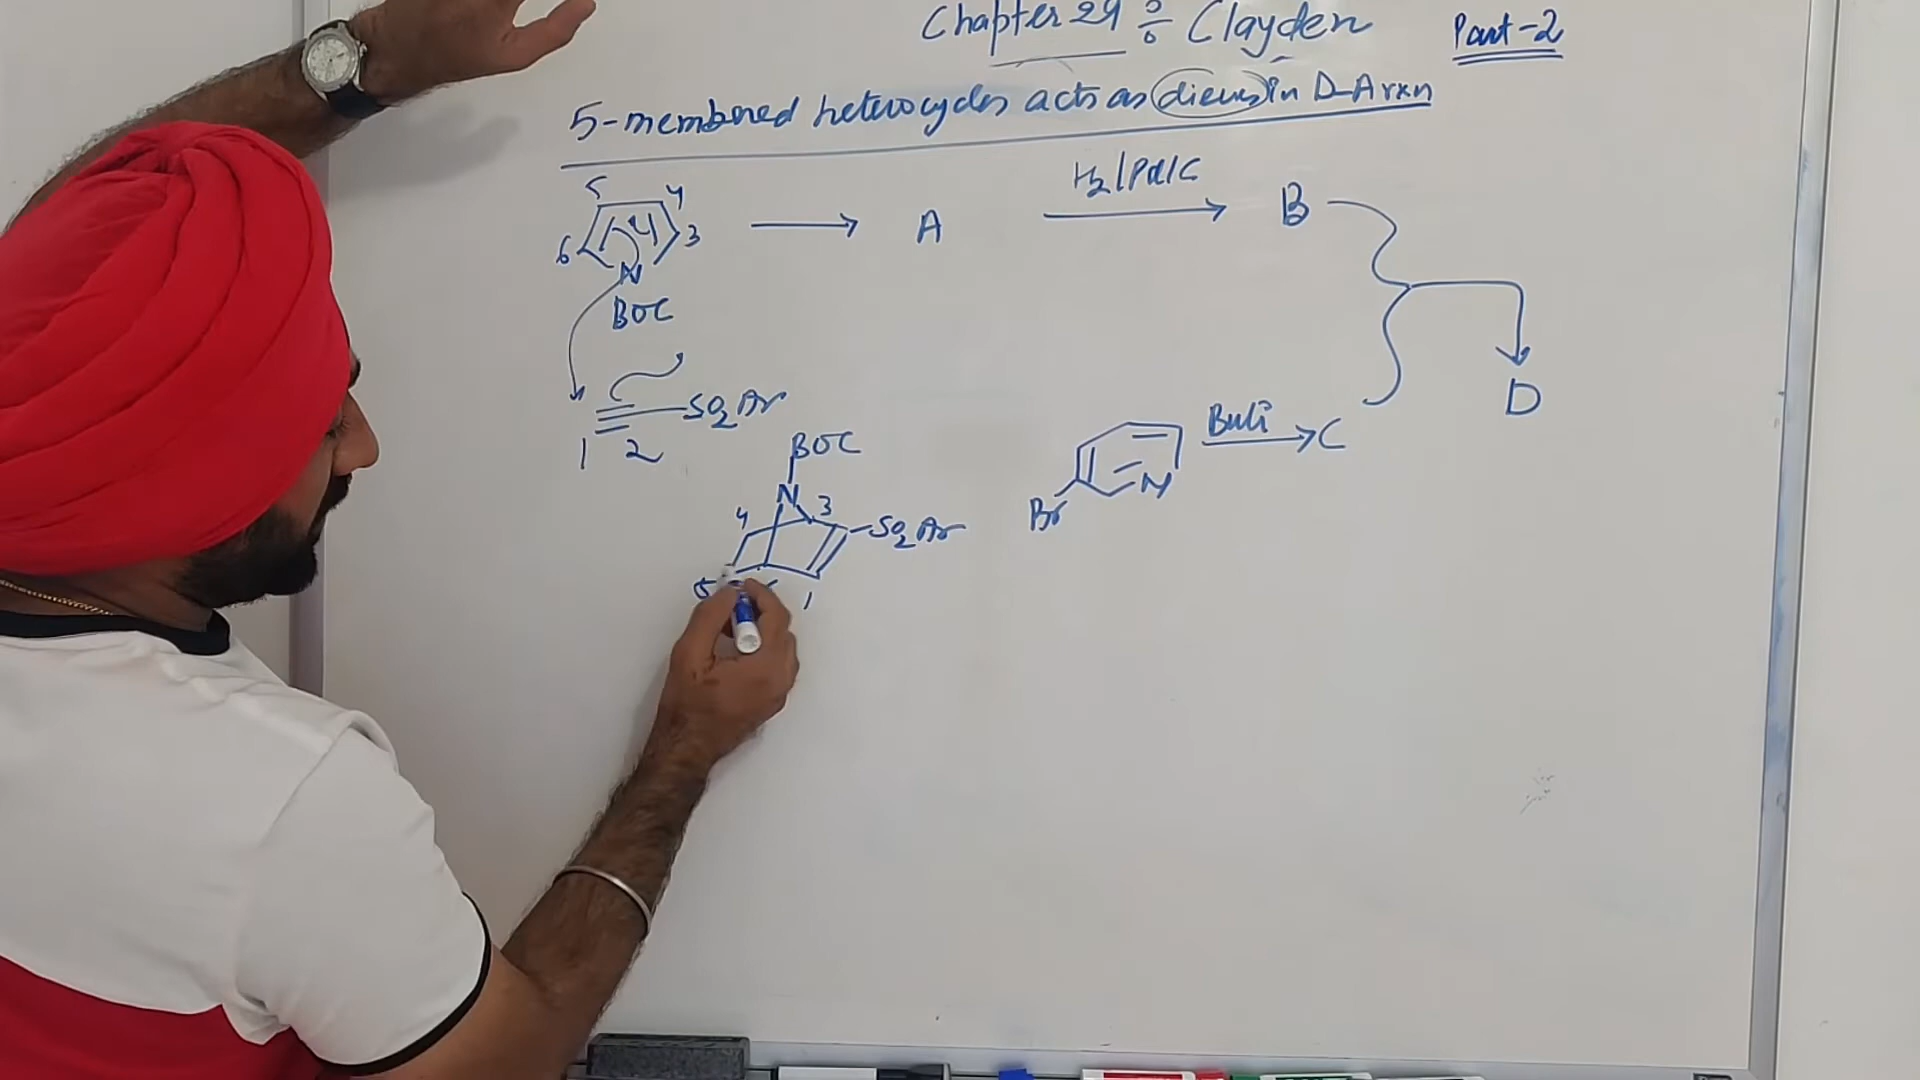 Chapter 29 : Clayden Part-2
5-membered heterocycles acts as dienes in D-A rxn
H2/Pd/C
5 4
6 3 A B
N
BOC
SO2Ar D
1 2 BuLi C
BOC
N N
4 3 SO2Ar Br
5 1